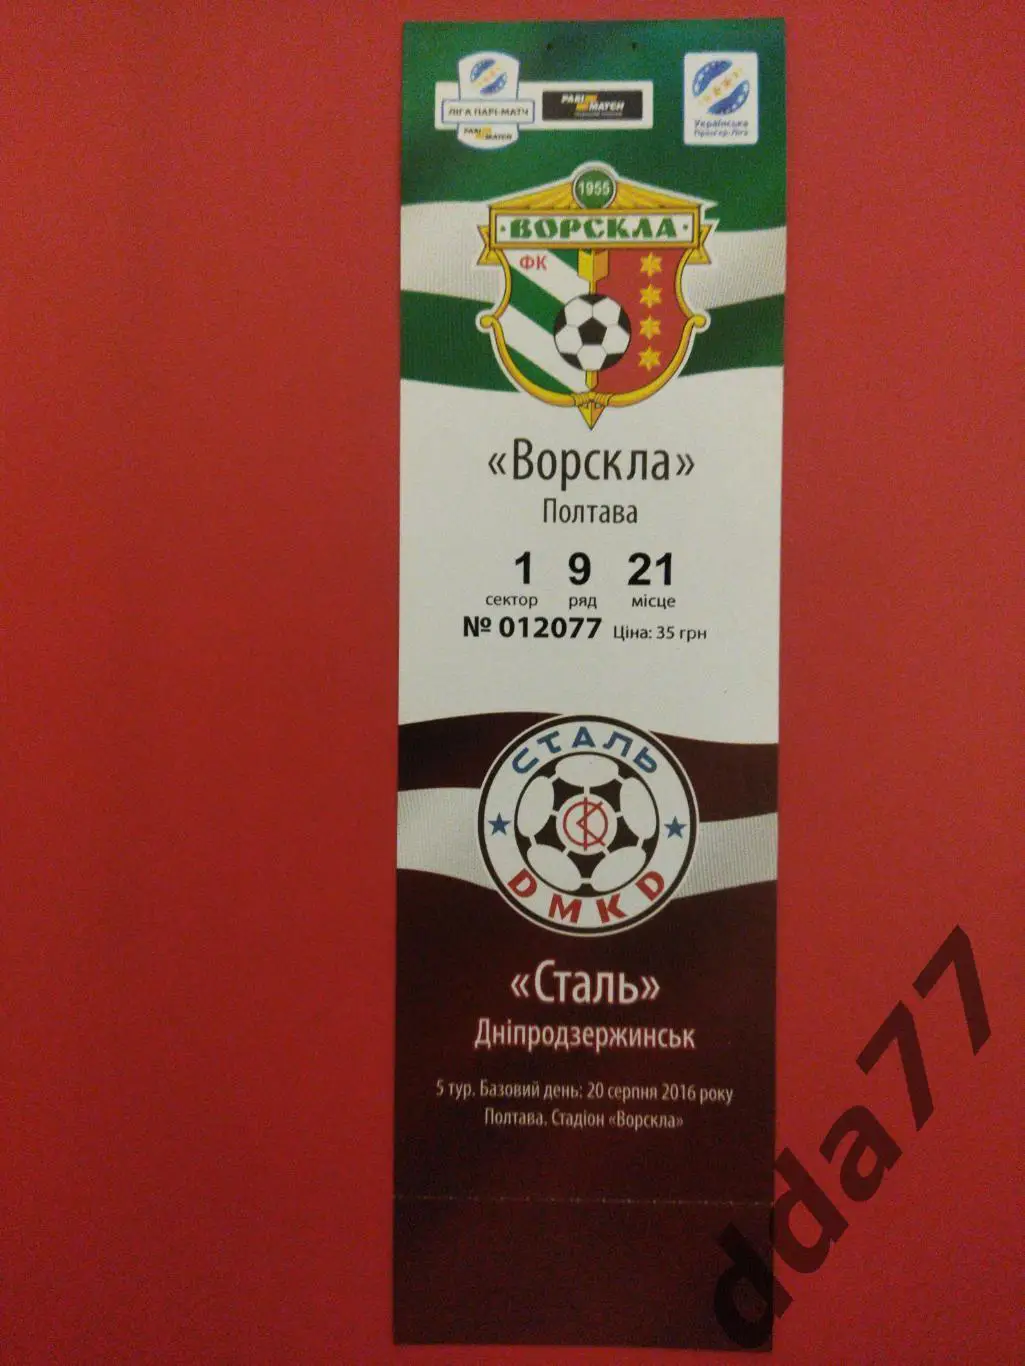 ЛІГА ПАРІ-МАТЧ
PARI MATCH
PARI MATCH
Українська
Прем'єр-Ліга
1955
·ВОРСКЛА·
ФК
«Ворскла»
Полтава
1 9 21
сектор ряд місце
№ 012077 Ціна: 35 грн
СТАЛЬ
DMKD
«Сталь»
Дніпродзержинськ
5 тур. Базовий день: 20 серпня 2016 року
Полтава. Стадіон «Ворскла»
dda77